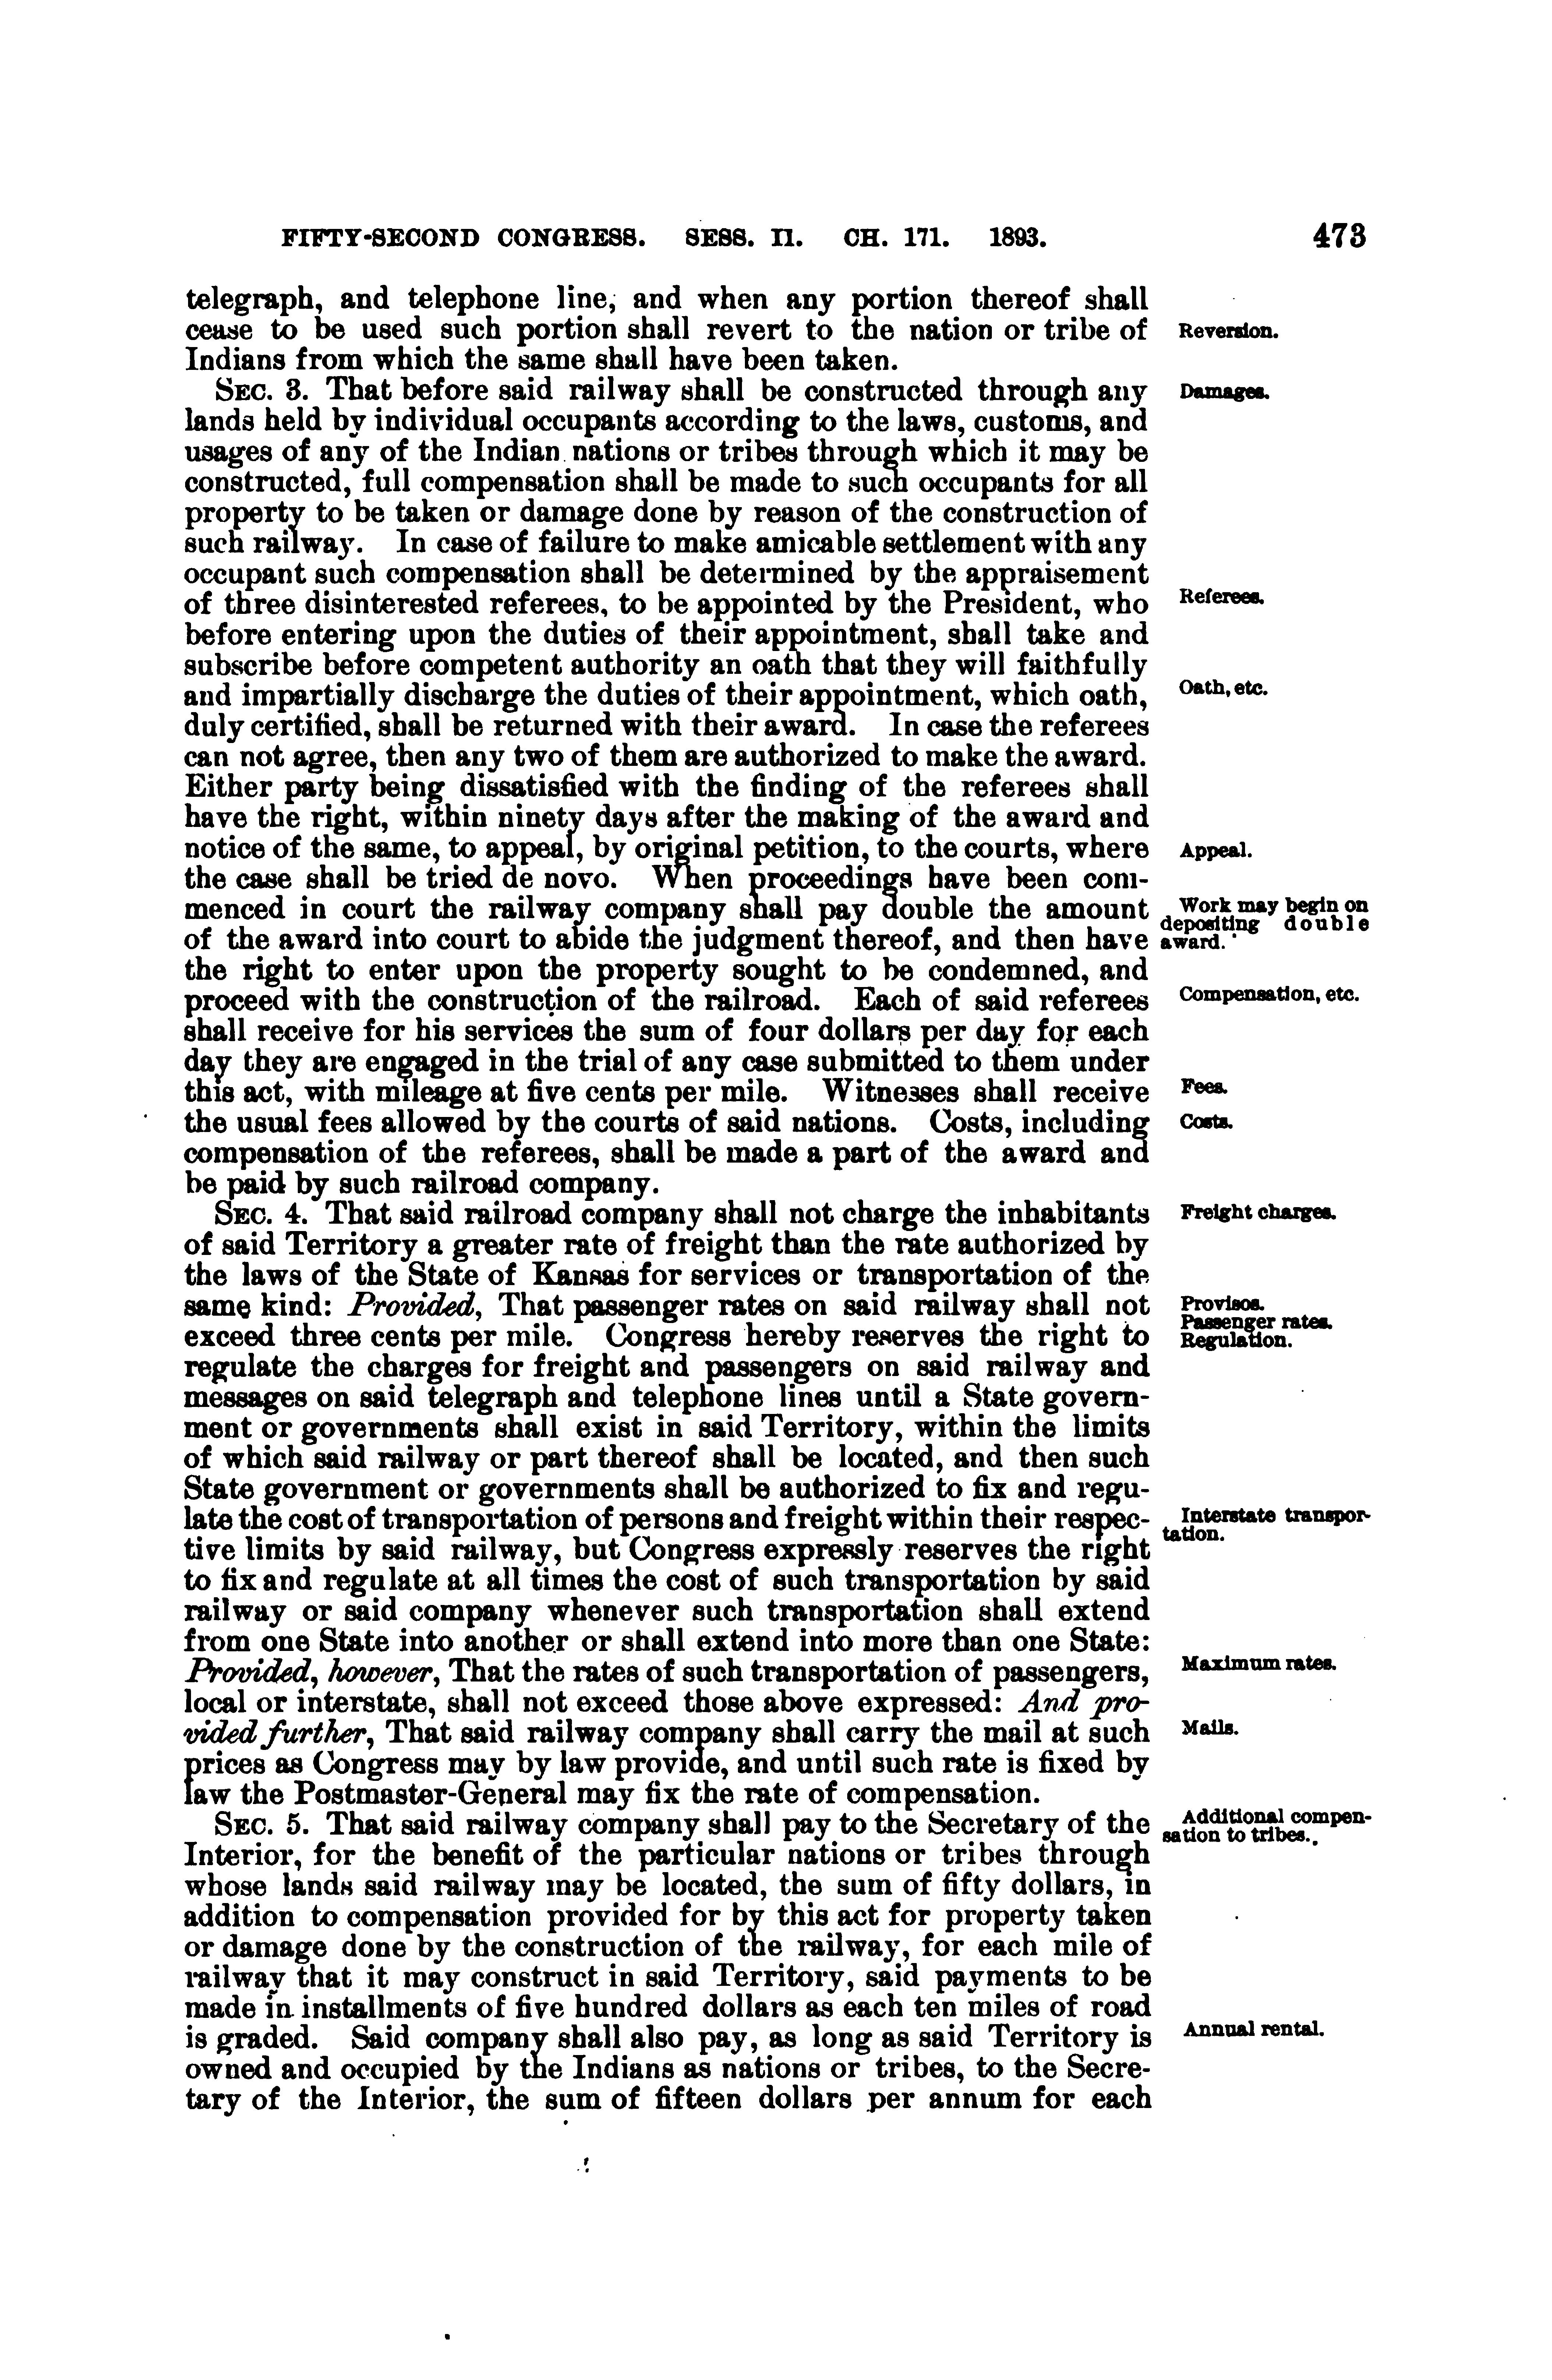 FIFTY-SECOND CONGRESS. SESS. II. CH. 171. 1893. 473
telegraph, and telephone line, and when any portion thereof shall
cease to be used such portion shall revert to the nation or tribe of
Reversion.
Indians from which the same shall have been taken.
SEC. 3. That before said railway shall be constructed through any
Damages.
lands held by individual occupants according to the laws, customs, and
usages of any of the Indian nations or tribes through which it may be
constructed, full compensation shall be made to such occupants for all
property to be taken or damage done by reason of the construction of
such railway. In case of failure to make amicable settlement with any
occupant such compensation shall be determined by the appraisement
of three disinterested referees, to be appointed by the President, who
Referees.
before entering upon the duties of their appointment, shall take and
subscribe before competent authority an oath that they will faithfully
and impartially discharge the duties of their appointment, which oath,
Oath, etc.
duly certified, shall be returned with their award. In case the referees
can not agree, then any two of them are authorized to make the award.
Either party being dissatisfied with the finding of the referees shall
have the right, within ninety days after the making of the award and
notice of the same, to appeal, by original petition, to the courts, where
Appeal.
the case shall be tried de novo. When proceedings have been com-
menced in court the railway company shall pay double the amount
Work may begin on
depositing double
of the award into court to abide the judgment thereof, and then have
award.
the right to enter upon the property sought to be condemned, and
proceed with the construction of the railroad. Each of said referees
Compensation, etc.
shall receive for his services the sum of four dollars per day for each
day they are engaged in the trial of any case submitted to them under
this act, with mileage at five cents per mile. Witnesses shall receive
Fees.
the usual fees allowed by the courts of said nations. Costs, including
Costs.
compensation of the referees, shall be made a part of the award and
be paid by such railroad company.
SEC. 4. That said railroad company shall not charge the inhabitants
Freight charges.
of said Territory a greater rate of freight than the rate authorized by
the laws of the State of Kansas for services or transportation of the
same kind: Provided, That passenger rates on said railway shall not
Provisos.
Passenger rates.
exceed three cents per mile. Congress hereby reserves the right to
Regulation.
regulate the charges for freight and passengers on said railway and
messages on said telegraph and telephone lines until a State govern-
ment or governments shall exist in said Territory, within the limits
of which said railway or part thereof shall be located, and then such
State government or governments shall be authorized to fix and regu-
late the cost of transportation of persons and freight within their respec-
Interstate transpor-
tation.
tive limits by said railway, but Congress expressly reserves the right
to fix and regulate at all times the cost of such transportation by said
railway or said company whenever such transportation shall extend
from one State into another or shall extend into more than one State:
Provided, however, That the rates of such transportation of passengers,
Maximum rates.
local or interstate, shall not exceed those above expressed: And pro-
vided further, That said railway company shall carry the mail at such
Mails.
prices as Congress may by law provide, and until such rate is fixed by
law the Postmaster-General may fix the rate of compensation.
SEC. 5. That said railway company shall pay to the Secretary of the
Additional compen-
sation to tribes.
Interior, for the benefit of the particular nations or tribes through
whose lands said railway may be located, the sum of fifty dollars, in
addition to compensation provided for by this act for property taken
or damage done by the construction of the railway, for each mile of
railway that it may construct in said Territory, said payments to be
made in installments of five hundred dollars as each ten miles of road
is graded. Said company shall also pay, as long as said Territory is
Annual rental.
owned and occupied by the Indians as nations or tribes, to the Secre-
tary of the Interior, the sum of fifteen dollars per annum for each